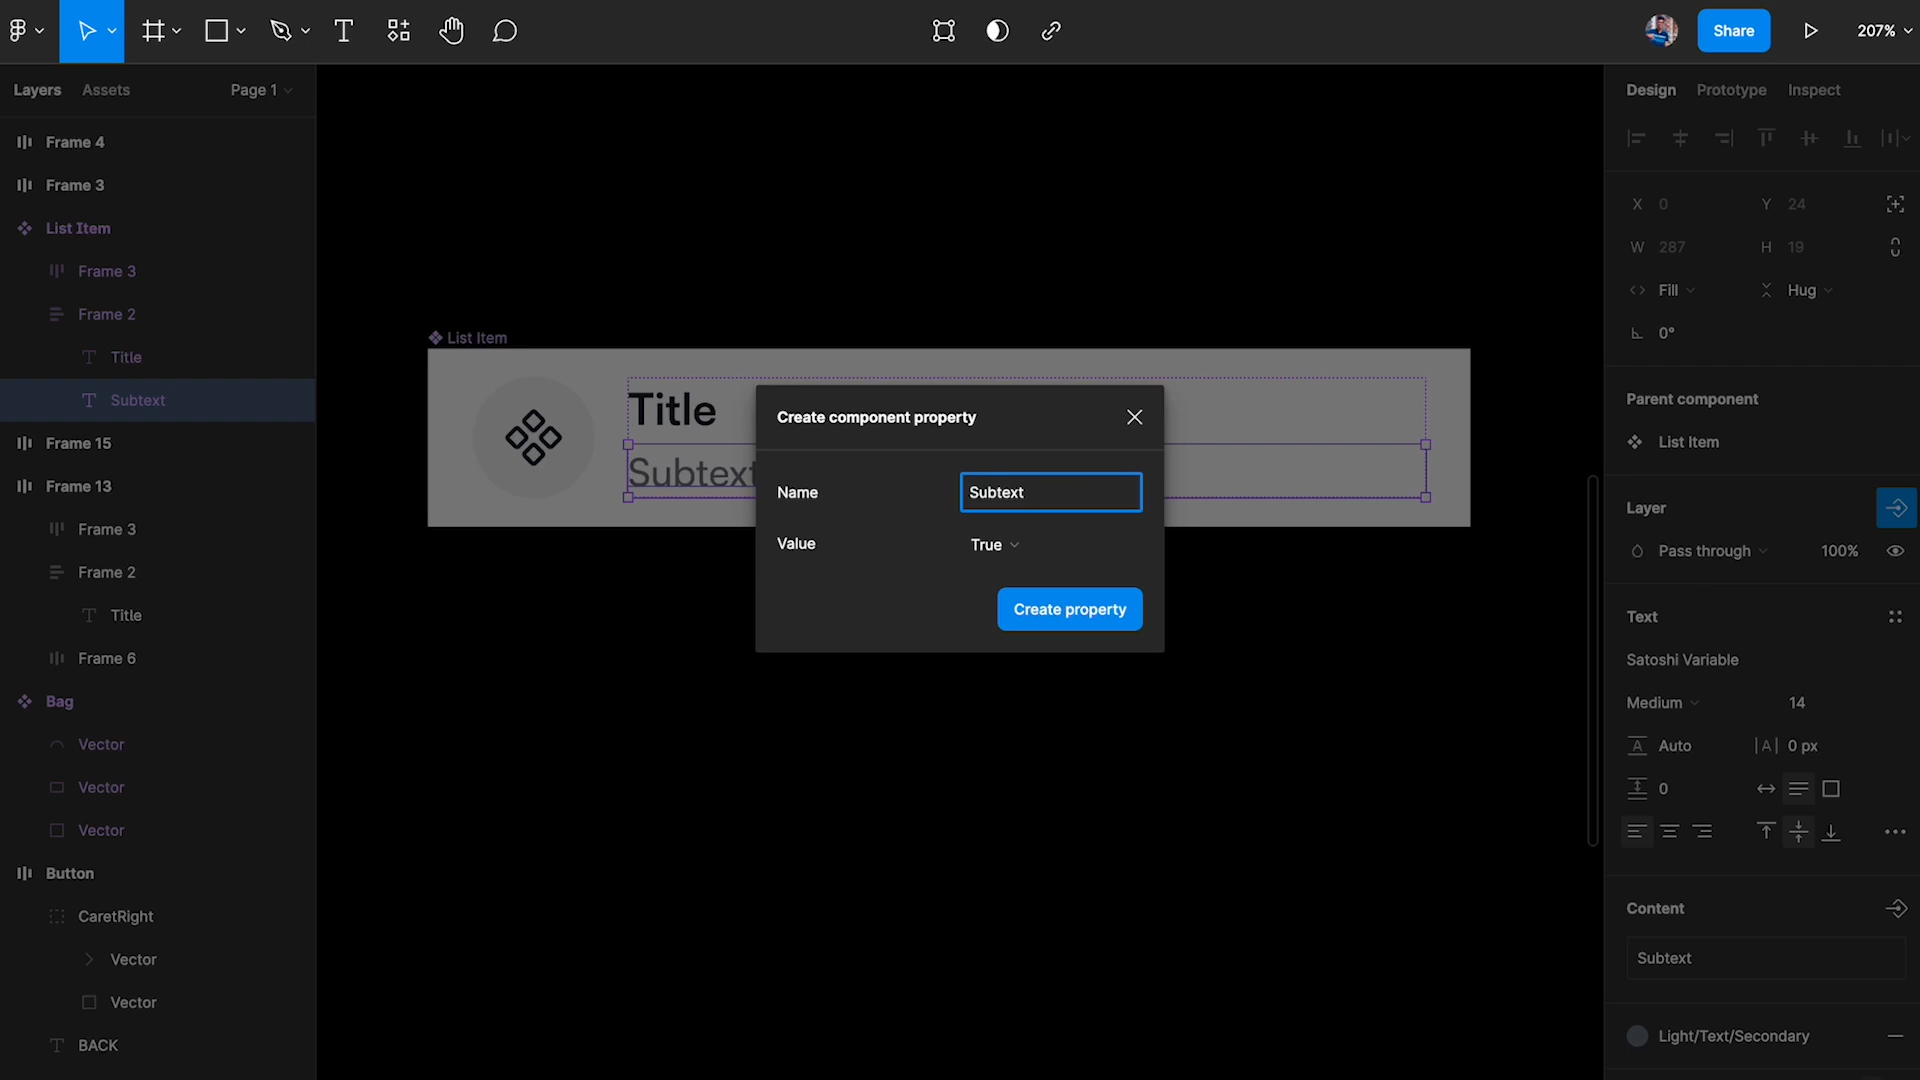 Share
207%
Layers
Assets
Page 1
Frame 4
Frame 3
List Item
Frame 3
Frame 2
Title
Subtext
Frame 15
Frame 13
Frame 3
Frame 2
Title
Frame 6
Bag
Vector
Vector
Vector
Button
CaretRight
Vector
Vector
BACK
List Item
Title
Subtext
Create component property
Name
Subtext
Value
True
Create property
Design
Prototype
Inspect
X 0
Y 24
W 287
H 19
Fill
Hug
0°
Parent component
List Item
Layer
Pass through
100%
Text
Satoshi Variable
Medium
14
A Auto
|A| 0 px
0
Content
Subtext
Light/Text/Secondary